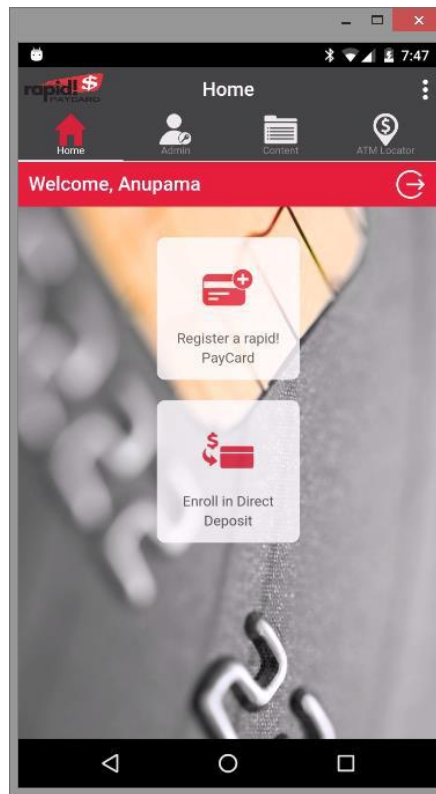 7:47
rapid! $
PAYCARD
Home
Home
Admin
Content
ATM Locator
Welcome, Anupama
Register a rapid!
PayCard
Enroll in Direct
Deposit